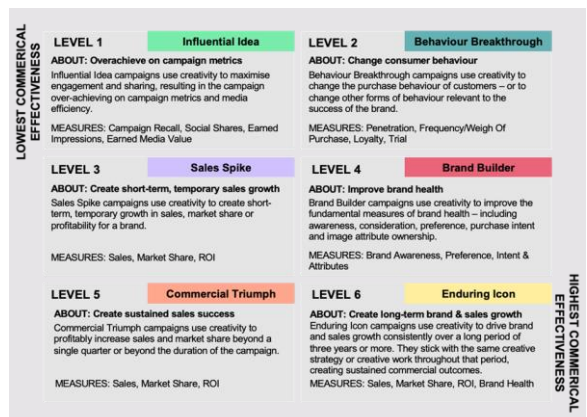 LOWEST COMMERICAL
EFFECTIVENESS
LEVEL 1
Influential Idea
ABOUT: Overachieve on campaign metrics
Influential Idea campaigns use creativity to maximise
engagement and sharing, resulting in the campaign
over-achieving on campaign metrics and media
efficiency.
MEASURES: Campaign Recall, Social Shares, Earned
Impressions, Earned Media Value
LEVEL 2
Behaviour Breakthrough
ABOUT: Change consumer behaviour
Behaviour Breakthrough campaigns use creativity to
change the purchase behaviour of customers – or to
change other forms of behaviour relevant to the
success of the brand.
MEASURES: Penetration, Frequency/Weigh Of
Purchase, Loyalty, Trial
LEVEL 3
Sales Spike
ABOUT: Create short-term, temporary sales growth
Sales Spike campaigns use creativity to create short-
term, temporary growth in sales, market share or
profitability for a brand.
MEASURES: Sales, Market Share, ROI
LEVEL 4
Brand Builder
ABOUT: Improve brand health
Brand Builder campaigns use creativity to improve the
fundamental measures of brand health – including
awareness, consideration, preference, purchase intent
and image attribute ownership.
MEASURES: Brand Awareness, Preference, Intent &
Attributes
LEVEL 5
Commercial Triumph
ABOUT: Create sustained sales success
Commercial Triumph campaigns use creativity to
profitably increase sales and market share beyond a
single quarter or beyond the duration of the campaign.
MEASURES: Sales, Market Share, ROI
LEVEL 6
Enduring Icon
ABOUT: Create long-term brand & sales growth
Enduring Icon campaigns use creativity to drive brand
and sales growth consistently over a long period of
three years or more. They stick with the same creative
strategy or creative work throughout that period,
creating sustained commercial outcomes.
MEASURES: Sales, Market Share, ROI, Brand Health
HIGHEST COMMERICAL
EFFECTIVENESS